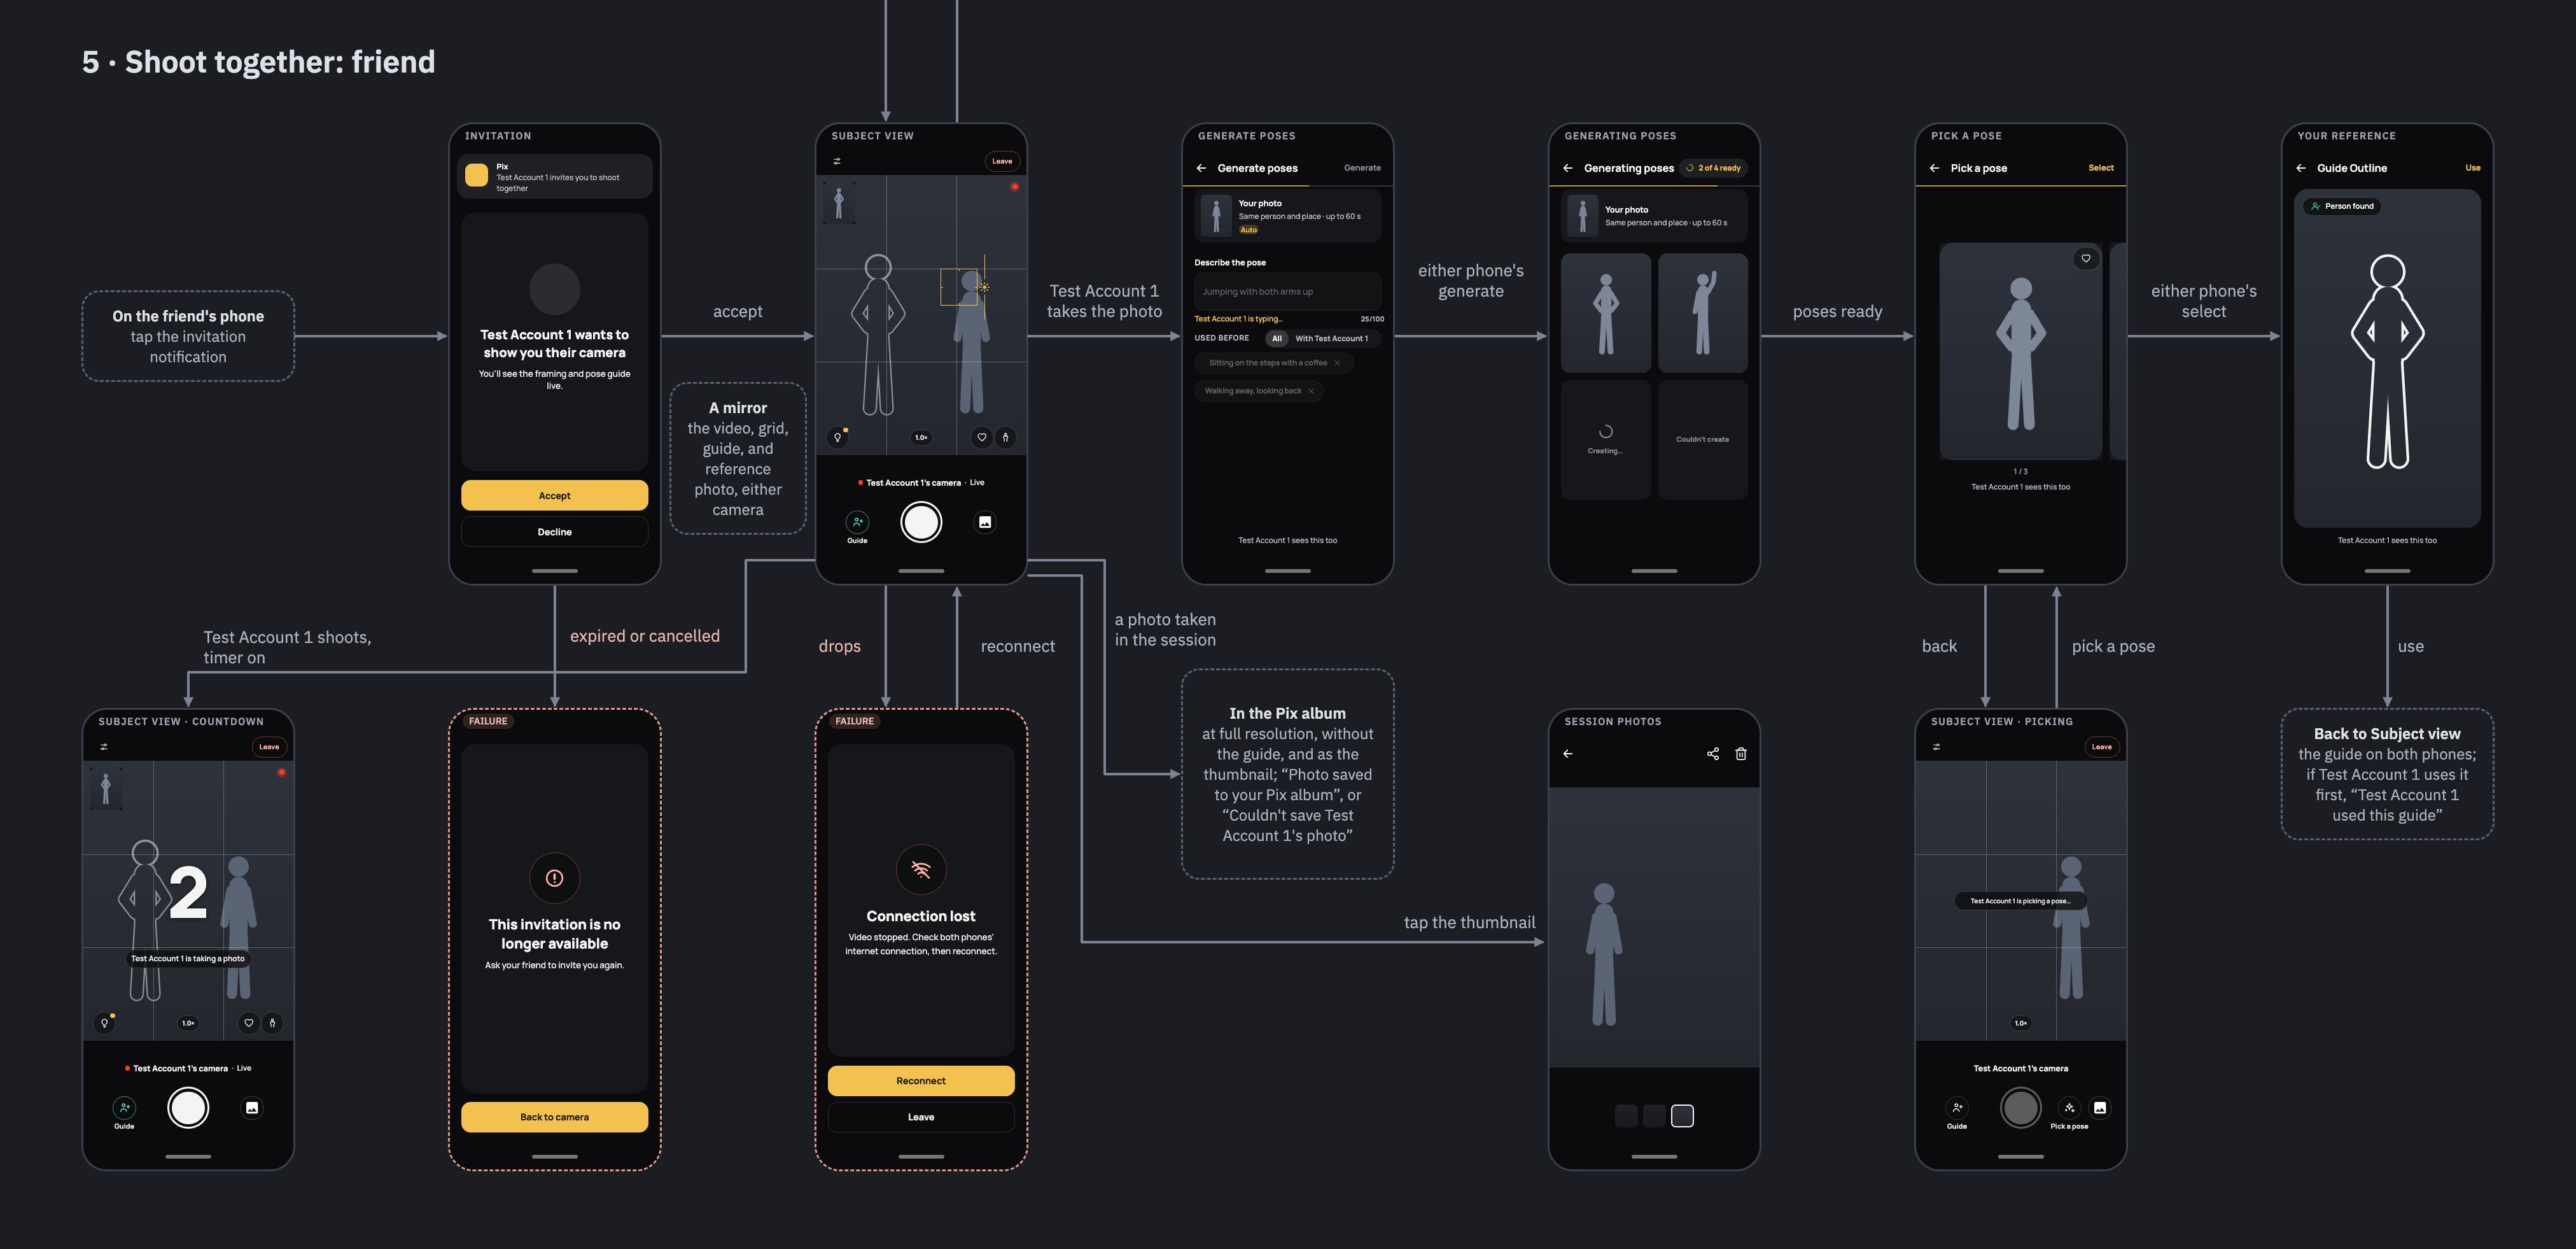 5 · Shoot together: friend
On the friend's phone
tap the invitation
notification
INVITATION
Pix
Test Account 1 invites you to shoot
together
Test Account 1 wants to
show you their camera
You'll see the framing and pose guide
live.
Accept
Decline
accept
A mirror
the video, grid,
guide, and
reference
photo, either
camera
SUBJECT VIEW
Leave
1.0×
Test Account 1's camera · Live
Guide
Test Account 1
takes the photo
GENERATE POSES
Generate poses
Generate
Your photo
Same person and place · up to 60 s
Auto
Describe the pose
Jumping with both arms up
Test Account 1 is typing…
25/100
USED BEFORE
All
With Test Account 1
Sitting on the steps with a coffee
Walking away, looking back
Test Account 1 sees this too
either phone's
generate
GENERATING POSES
Generating poses
2 of 4 ready
Your photo
Same person and place · up to 60 s
Creating…
Couldn't create
poses ready
PICK A POSE
Pick a pose
Select
1 / 3
Test Account 1 sees this too
either phone's
select
YOUR REFERENCE
Guide Outline
Use
Person found
Test Account 1 sees this too
Test Account 1 shoots,
timer on
expired or cancelled
drops
reconnect
a photo taken
in the session
back
pick a pose
use
SUBJECT VIEW · COUNTDOWN
Leave
2
Test Account 1 is taking a photo
1.0×
Test Account 1's camera · Live
Guide
FAILURE
This invitation is no
longer available
Ask your friend to invite you again.
Back to camera
FAILURE
Connection lost
Video stopped. Check both phones'
internet connection, then reconnect.
Reconnect
Leave
In the Pix album
at full resolution, without
the guide, and as the
thumbnail; “Photo saved
to your Pix album”, or
“Couldn't save Test
Account 1's photo”
tap the thumbnail
SESSION PHOTOS
SUBJECT VIEW · PICKING
Leave
Test Account 1 is picking a pose…
1.0×
Test Account 1's camera
Guide
Pick a pose
Back to Subject view
the guide on both phones;
if Test Account 1 uses it
first, “Test Account 1
used this guide”